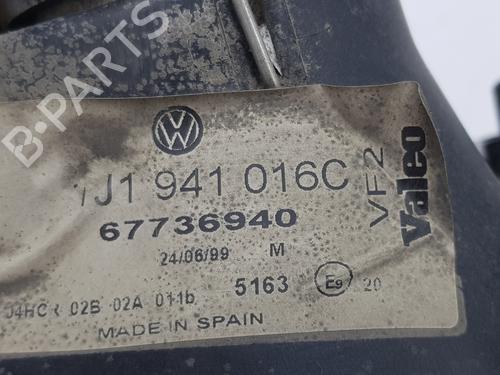 B-PARTS
VW
1J1 941 016C
67736940
24/06/99 M
04HCR 02B 02A 011b 5163 E9 20
MADE IN SPAIN
VF2
Valeo